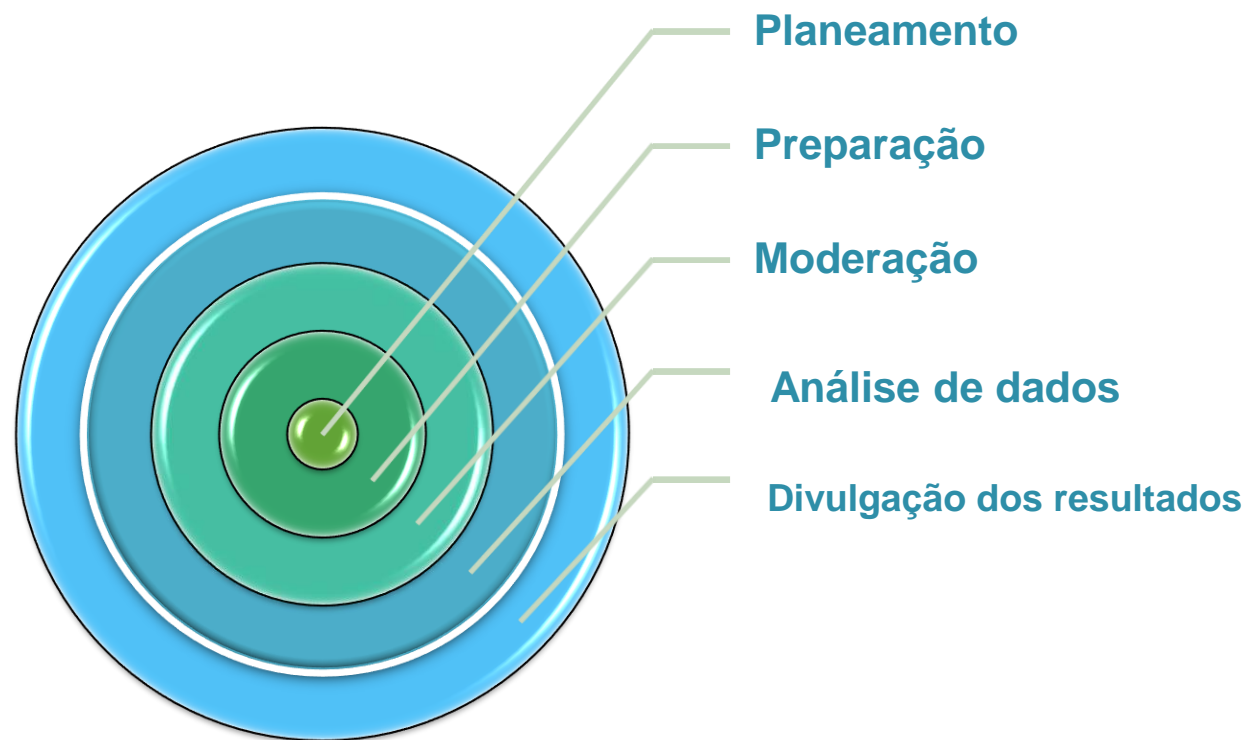 Planeamento
Preparação
Moderação
Análise de dados
Divulgação dos resultados